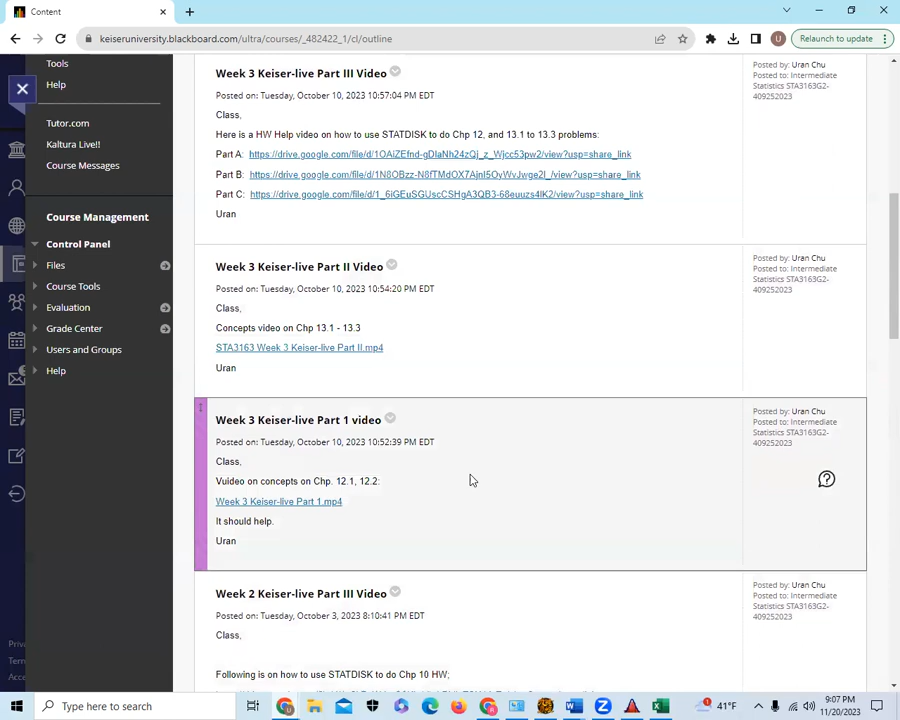 Content
keiseruniversity.blackboard.com/ultra/courses/_482422_1/cl/outline
U
Relaunch to update
Tools
Help
Tutor.com
Kaltura Live!!
Course Messages
Course Management
Control Panel
Files
Course Tools
Evaluation
Grade Center
Users and Groups
Help
Week 3 Keiser-live Part III Video
Posted on: Tuesday, October 10, 2023 10:57:04 PM EDT
Class,
Here is a HW Help video on how to use STATDISK to do Chp 12, and 13.1 to 13.3 problems:
Part A:
Part B:
Part C:
Uran
Posted by: Uran Chu
Posted to: Intermediate
Statistics STA3163G2-
409252023
Week 3 Keiser-live Part II Video
Posted on: Tuesday, October 10, 2023 10:54:20 PM EDT
Class,
Concepts video on Chp 13.1 - 13.3
STA3163 Week 3 Keiser-live Part II.mp4
Uran
Posted by: Uran Chu
Posted to: Intermediate
Statistics STA3163G2-
409252023
Week 3 Keiser-live Part 1 video
Posted on: Tuesday, October 10, 2023 10:52:39 PM EDT
Class,
Vuideo on concepts on Chp. 12.1, 12.2:
Week 3 Keiser-live Part 1.mp4
It should help.
Uran
Posted by: Uran Chu
Posted to: Intermediate
Statistics STA3163G2-
409252023
Week 2 Keiser-live Part III Video
Posted on: Tuesday, October 3, 2023 8:10:41 PM EDT
Class,
Following is on how to use STATDISK to do Chp 10 HW;
Posted by: Uran Chu
Posted to: Intermediate
Statistics STA3163G2-
409252023
Priva
Term
Acce
Type here to search
41°F
9:07 PM
11/20/2023